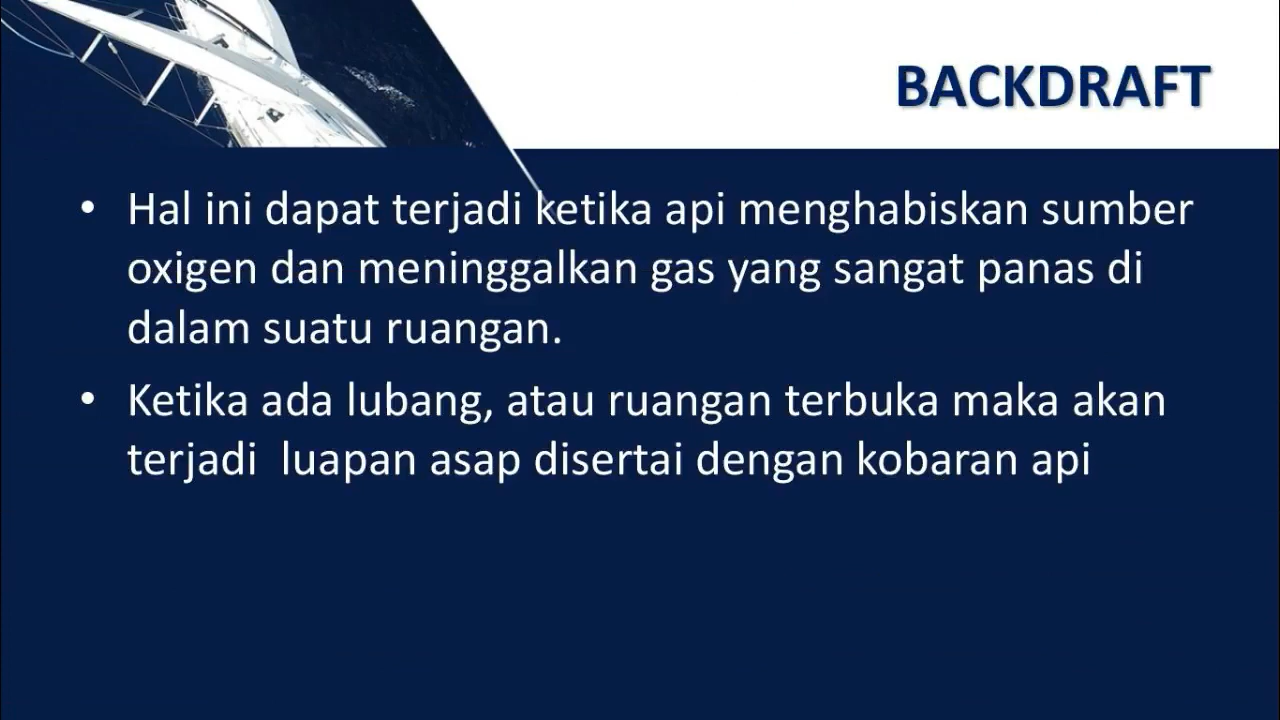 BACKDRAFT
• Hal ini dapat terjadi ketika api menghabiskan sumber
oxigen dan meninggalkan gas yang sangat panas di
dalam suatu ruangan.
• Ketika ada lubang, atau ruangan terbuka maka akan
terjadi  luapan asap disertai dengan kobaran api